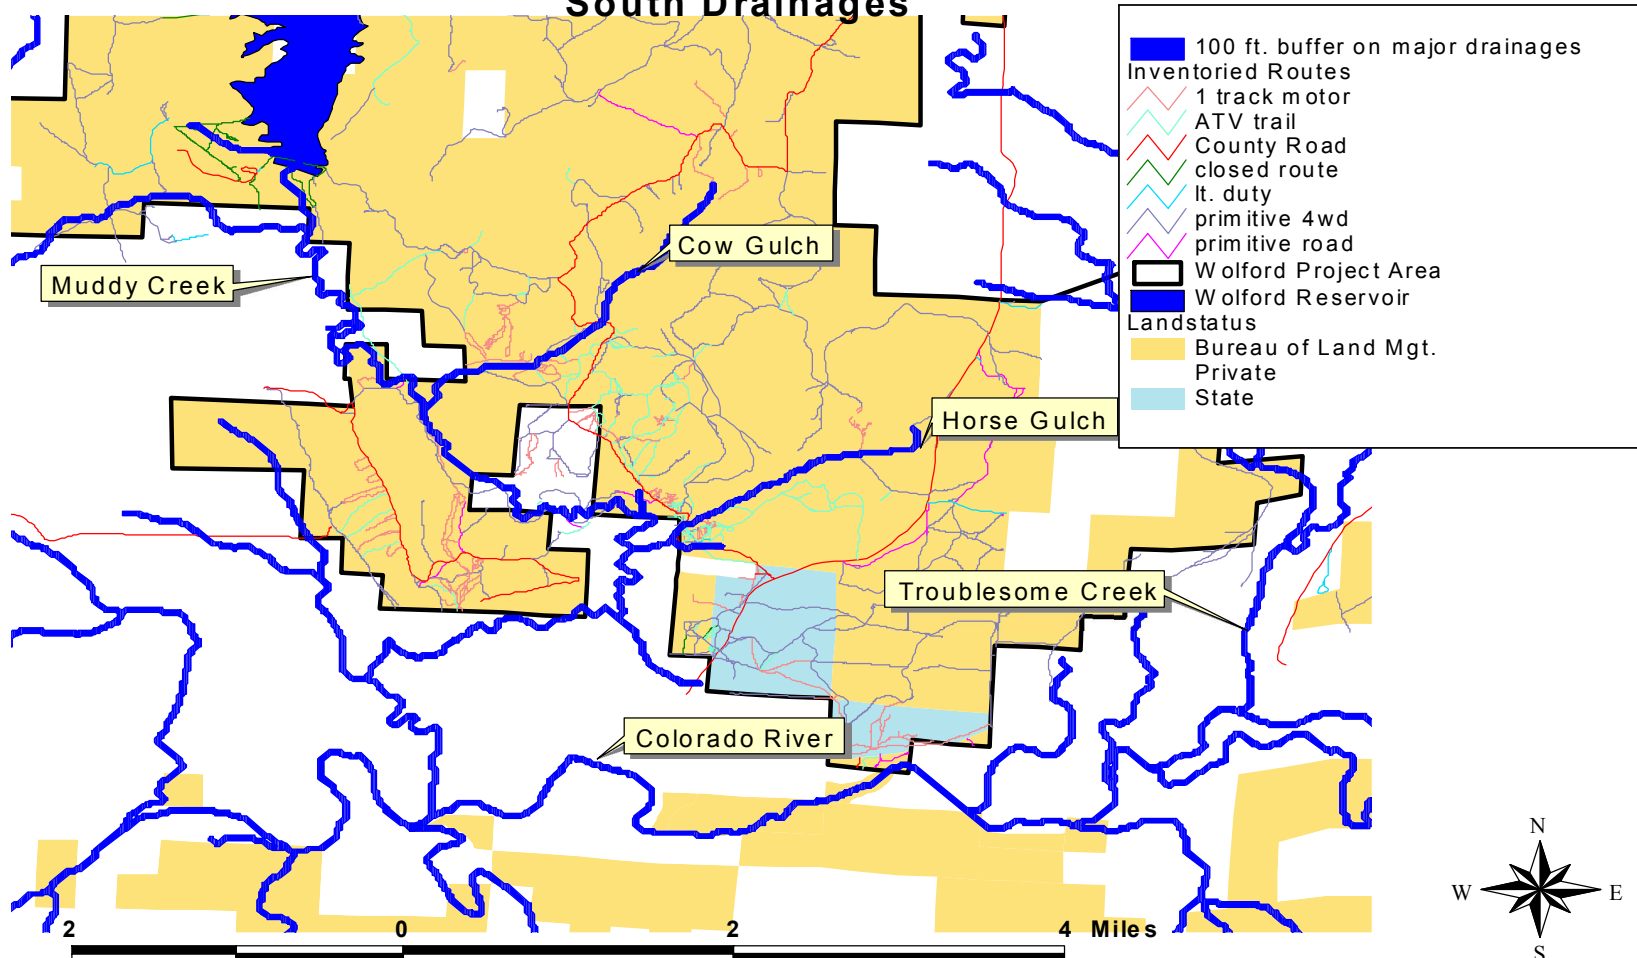 South Drainages
100 ft. buffer on major drainages
Inventoried Routes
1 track motor
ATV trail
County Road
closed route
lt. duty
primitive 4wd
primitive road
Wolford Project Area
Wolford Reservoir
Landstatus
Bureau of Land Mgt.
Private
State
Cow Gulch
Muddy Creek
Horse Gulch
Troublesome Creek
Colorado River
N
W E
S
2 0 2 4 Miles